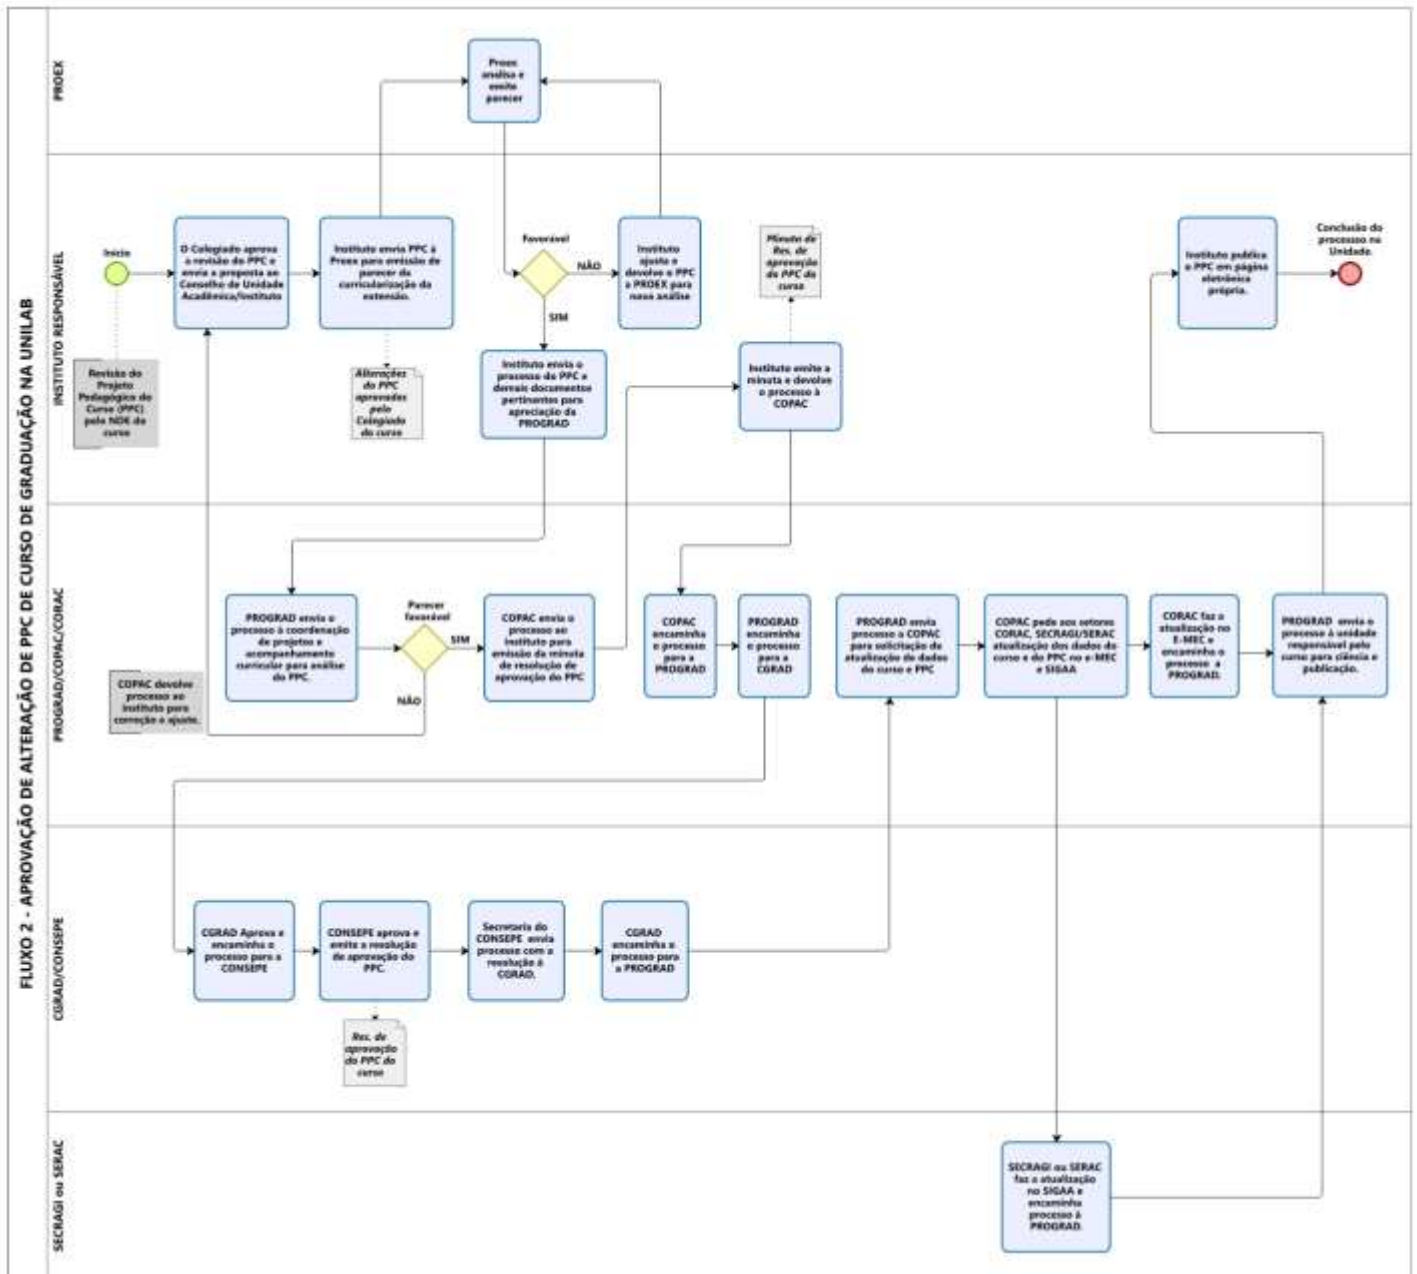 FLUXO 2 - APROVAÇÃO DE ALTERAÇÃO DE PPC DE CURSO DE GRADUAÇÃO NA UNILAB
PROEX
Proex
analisa e
emite
parecer
INSTITUTO RESPONSÁVEL
Início
Revisão do
Projeto
Pedagógico do
Curso (PPC)
pelo NDE do
curso
O Colegiado aprova
a revisão do PPC e
envia a proposta ao
Conselho de Unidade
Acadêmica/Instituto
Instituto envia PPC à
Proex para emissão de
parecer da
curricularização da
extensão.
Alterações
do PPC
aprovadas
pelo
Colegiado
do curso
Favorável
NÃO
SIM
Instituto
ajusta e
devolve o PPC
a PROEX para
nova análise
Instituto envia o
processo do PPC e
demais documentos
pertinentes para
apreciação da
PROGRAD
Minuta de
Res. de
aprovação
do PPC do
curso
Instituto emite a
minuta e devolve
o processo à
COPAC
Instituto publica
o PPC em página
eletrônica
própria.
Conclusão do
processo na
Unidade.
PROGRAD/COPAC/CORAC
PROGRAD envia o
processo à coordenação
de projetos e
acompanhamento
curricular para análise
do PPC.
COPAC devolve
processo ao
instituto para
correção e ajuste.
Parecer
favorável
SIM
NÃO
COPAC envia o
processo ao
instituto para
emissão da minuta
de resolução de
aprovação do PPC
COPAC
encaminha
o processo
para a
PROGRAD
PROGRAD
encaminha
o processo
para a
CGRAD
PROGRAD envia
processo a COPAC
para solicitação de
atualização de dados
do curso e PPC
COPAC pede aos setores
CORAC, SECRAGI/SERAC
atualização dos dados do
curso e do PPC no e-MEC
e SIGAA
CORAC faz a
atualização no
E-MEC e
encaminha o
processo a
PROGRAD.
PROGRAD envia o
processo à unidade
responsável pelo
curso para ciência e
publicação.
CGRAD/CONSEPE
CGRAD Aprova e
encaminha o
processo para a
CONSEPE
CONSEPE aprova e
emite a resolução
de aprovação do
PPC.
Res. de
aprovação
do PPC do
curso
Secretaria do
CONSEPE envia
processo com a
resolução à
CGRAD.
CGRAD
encaminha o
processo para
a PROGRAD
SECRAGI ou SERAC
SECRAGI ou SERAC
faz a atualização
no SIGAA e
encaminha
processo à
PROGRAD.